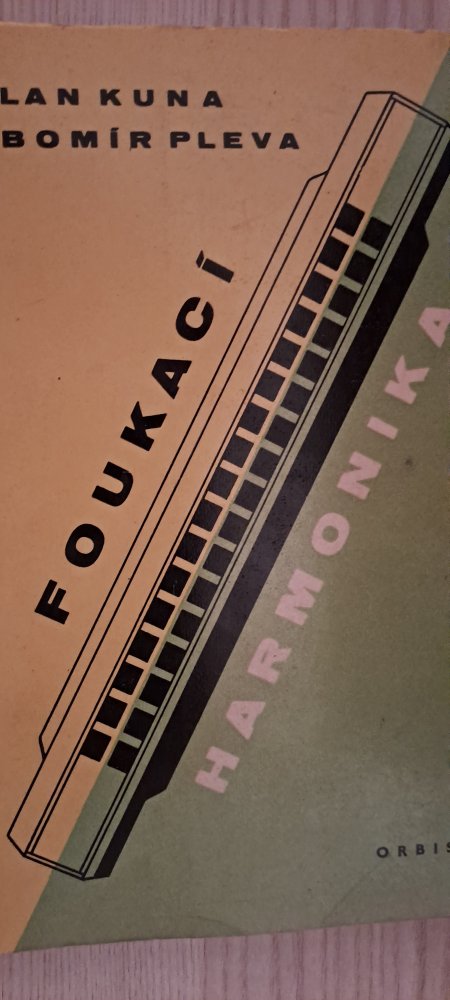 LAN KUNA
BOMÍR PLEVA
FOUKACÍ
HARMONIKA
ORBIS